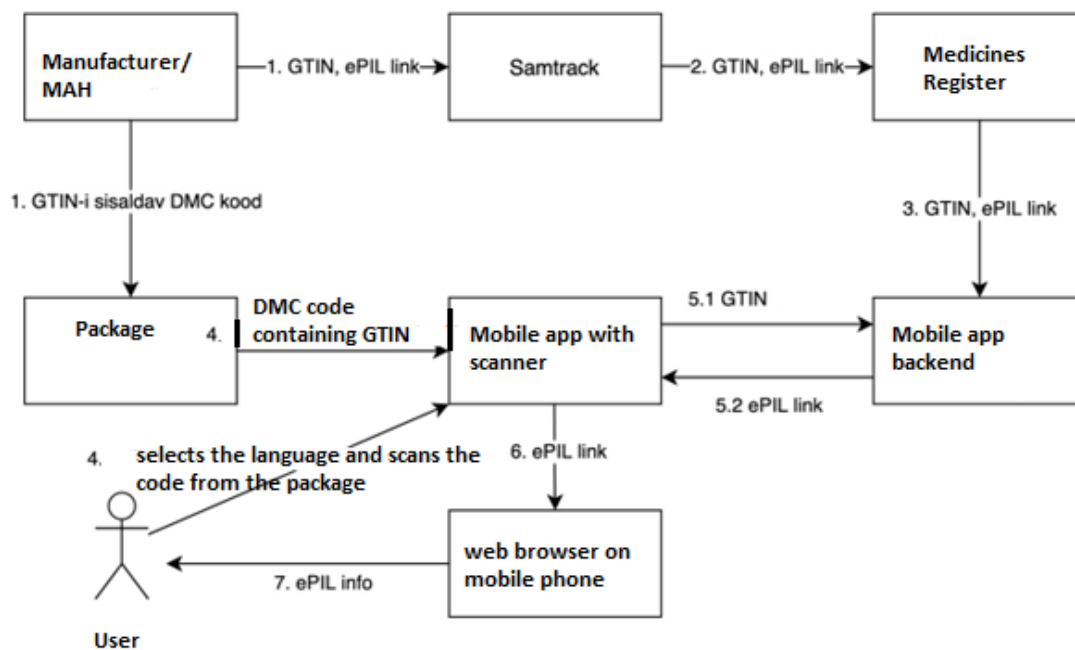 Manufacturer/
MAH
1. GTIN, ePIL link
Samtrack
2. GTIN, ePIL link
Medicines
Register
1. GTIN-i sisaldav DMC kood
3. GTIN, ePIL link
Package
4.
DMC code
containing GTIN
Mobile app with
scanner
5.1 GTIN
Mobile app
backend
5.2 ePIL link
4.
selects the language and scans the
code from the package
6. ePIL link
web browser on
mobile phone
7. ePIL info
User